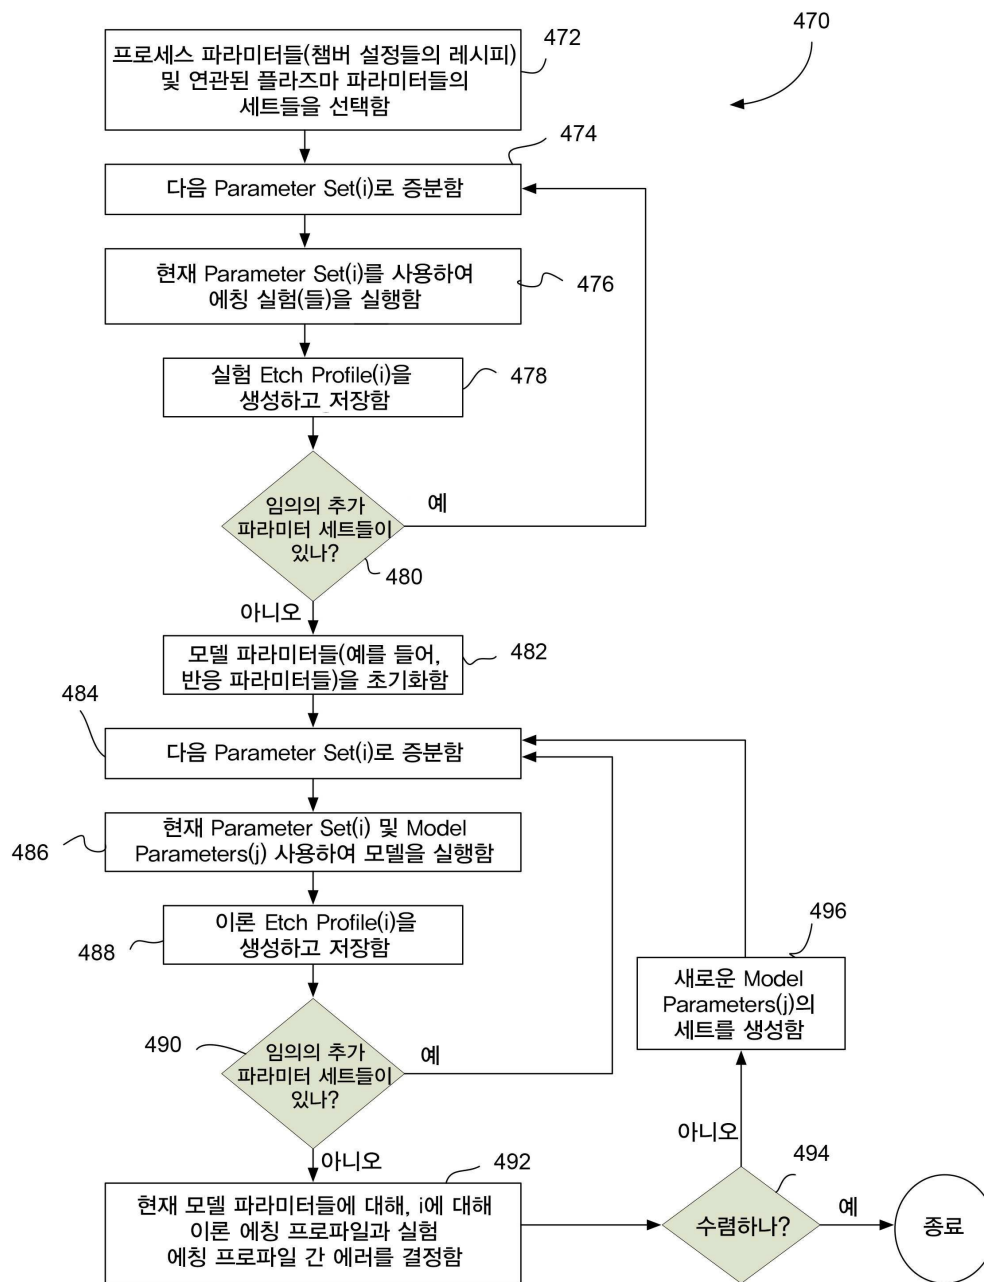 470
프로세스 파라미터들(챔버 설정들의 레시피)
및 연관된 플라즈마 파라미터들의
세트들을 선택함
472
474
다음 Parameter Set(i)로 증분함
현재 Parameter Set(i)를 사용하여
에칭 실험(들)을 실행함
476
실험 Etch Profile(i)을
생성하고 저장함
478
임의의 추가
파라미터 세트들이
있나?
예
480
아니오
모델 파라미터들(예를 들어,
반응 파라미터들)을 초기화함
482
484
다음 Parameter Set(i)로 증분함
현재 Parameter Set(i) 및 Model
Parameters(j) 사용하여 모델을 실행함
486
이론 Etch Profile(i)을
생성하고 저장함
488
496
새로운 Model
Parameters(j)의
세트를 생성함
490
임의의 추가
파라미터 세트들이
있나?
예
아니오
492
현재 모델 파라미터들에 대해, i에 대해
이론 에칭 프로파일과 실험
에칭 프로파일 간 에러를 결정함
아니오
494
수렴하나?
예
종료